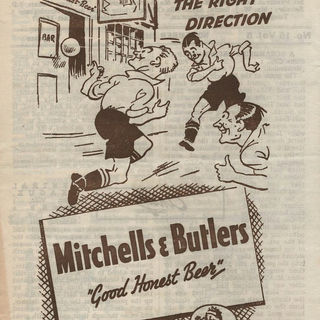 THE RIGHT
DIRECTION
BAR
Mitchells & Butlers
"Good Honest Beer"